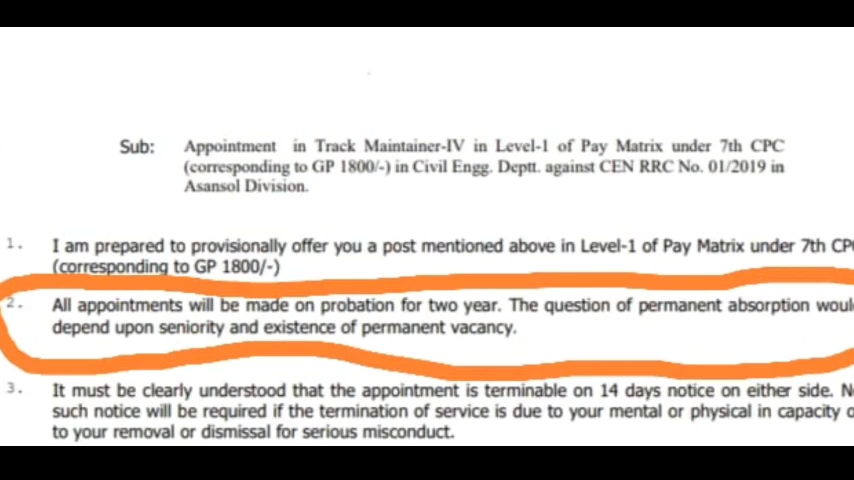 Sub: Appointment in Track Maintainer-IV in Level-1 of Pay Matrix under 7th CPC
(corresponding to GP 1800/-) in Civil Engg. Deptt. against CEN RRC No. 01/2019 in
Asansol Division.
1. I am prepared to provisionally offer you a post mentioned above in Level-1 of Pay Matrix under 7th
(corresponding to GP 1800/-)
2. All appointments will be made on probation for two year. The question of permanent absorption
depend upon seniority and existence of permanent vacancy.
3. It must be clearly understood that the appointment is terminable on 14 days notice on either side.
such notice will be required if the termination of service is due to your mental or physical in capacity
to your removal or dismissal for serious misconduct.